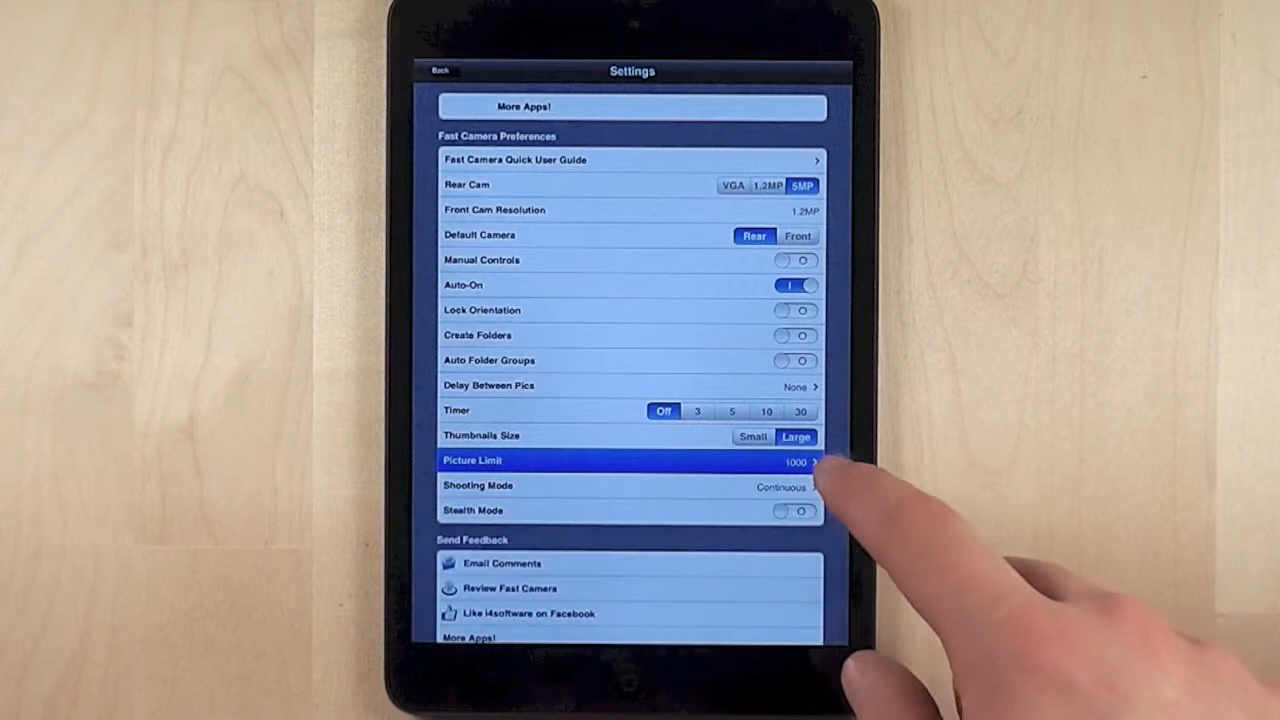 Back Settings
More Apps!
Fast Camera Preferences
Fast Camera Quick User Guide
Rear Cam VGA 1.2MP 5MP
Front Cam Resolution 1.2MP
Default Camera Rear Front
Manual Controls
Auto-On
Lock Orientation
Create Folders
Auto Folder Groups
Delay Between Pics None
Timer Off 3 5 10 30
Thumbnails Size Small Large
Picture Limit 1000
Shooting Mode Continuous
Stealth Mode
Send Feedback
Email Comments
Review Fast Camera
Like i4software on Facebook
More Apps!